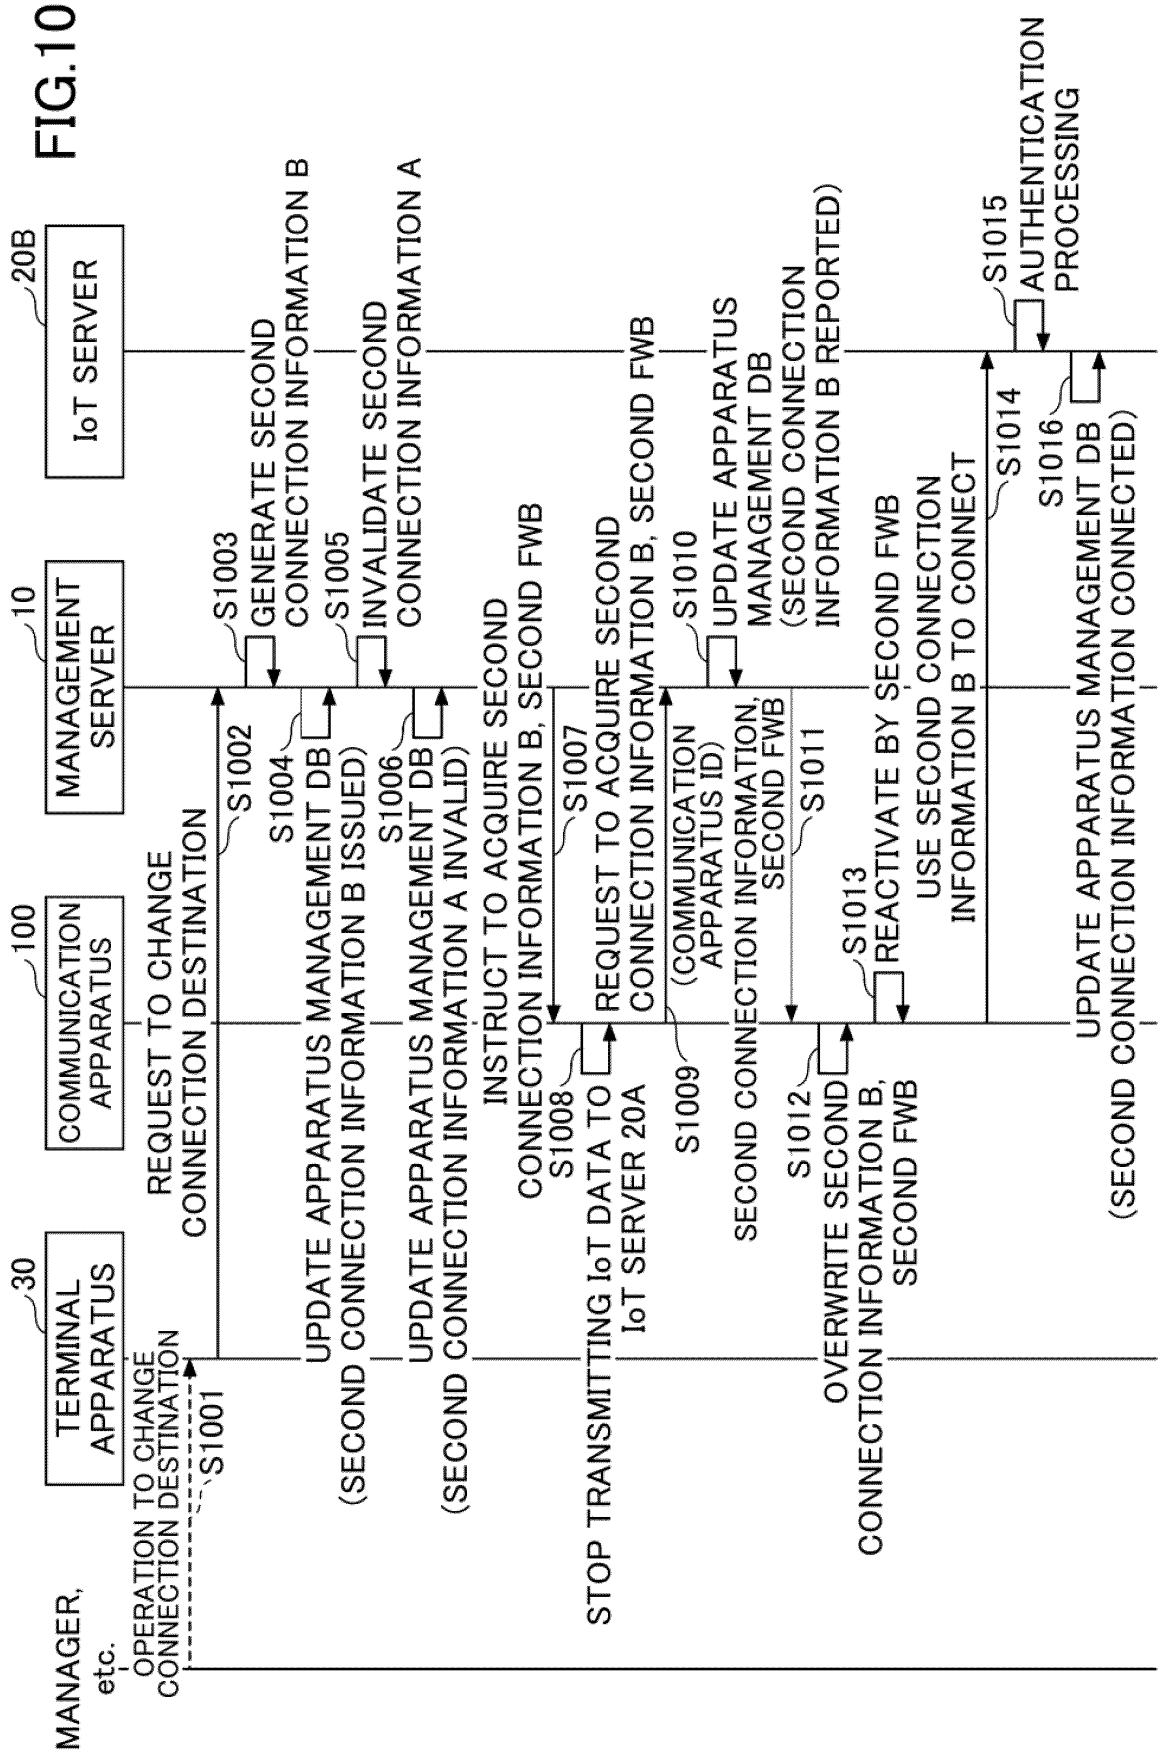 FIG.10
MANAGER,
etc.
30
TERMINAL
APPARATUS
100
COMMUNICATION
APPARATUS
10
MANAGEMENT
SERVER
20B
IoT SERVER
OPERATION TO CHANGE
CONNECTION DESTINATION
S1001
REQUEST TO CHANGE
CONNECTION DESTINATION
S1002
S1003
GENERATE SECOND
CONNECTION INFORMATION B
S1004
UPDATE APPARATUS MANAGEMENT DB
(SECOND CONNECTION INFORMATION B ISSUED)
S1005
INVALIDATE SECOND
CONNECTION INFORMATION A
S1006
UPDATE APPARATUS MANAGEMENT DB
(SECOND CONNECTION INFORMATION A INVALID)
INSTRUCT TO ACQUIRE SECOND
CONNECTION INFORMATION B, SECOND FWB
S1007
S1008
STOP TRANSMITTING IoT DATA TO
IoT SERVER 20A
REQUEST TO ACQUIRE SECOND
CONNECTION INFORMATION B, SECOND FWB
S1009
(COMMUNICATION
APPARATUS ID)
S1010
UPDATE APPARATUS
MANAGEMENT DB
(SECOND CONNECTION
INFORMATION B REPORTED)
SECOND CONNECTION INFORMATION,
SECOND FWB
S1011
S1012
OVERWRITE SECOND
CONNECTION INFORMATION B,
SECOND FWB
S1013
REACTIVATE BY SECOND FWB
USE SECOND CONNECTION
INFORMATION B TO CONNECT
S1014
S1015
AUTHENTICATION
PROCESSING
S1016
UPDATE APPARATUS MANAGEMENT DB
(SECOND CONNECTION INFORMATION CONNECTED)